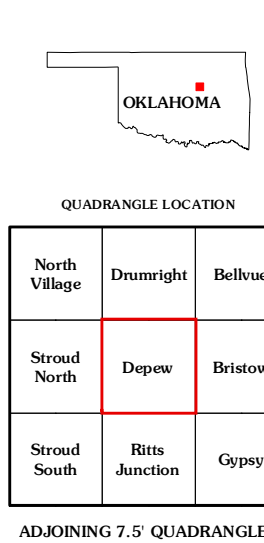 OKLAHOMA
QUADRANGLE LOCATION
North
Village
Drumright
Bellvue
Stroud
North
Depew
Bristow
Stroud
South
Ritts
Junction
Gypsy
ADJOINING 7.5' QUADRANGLE